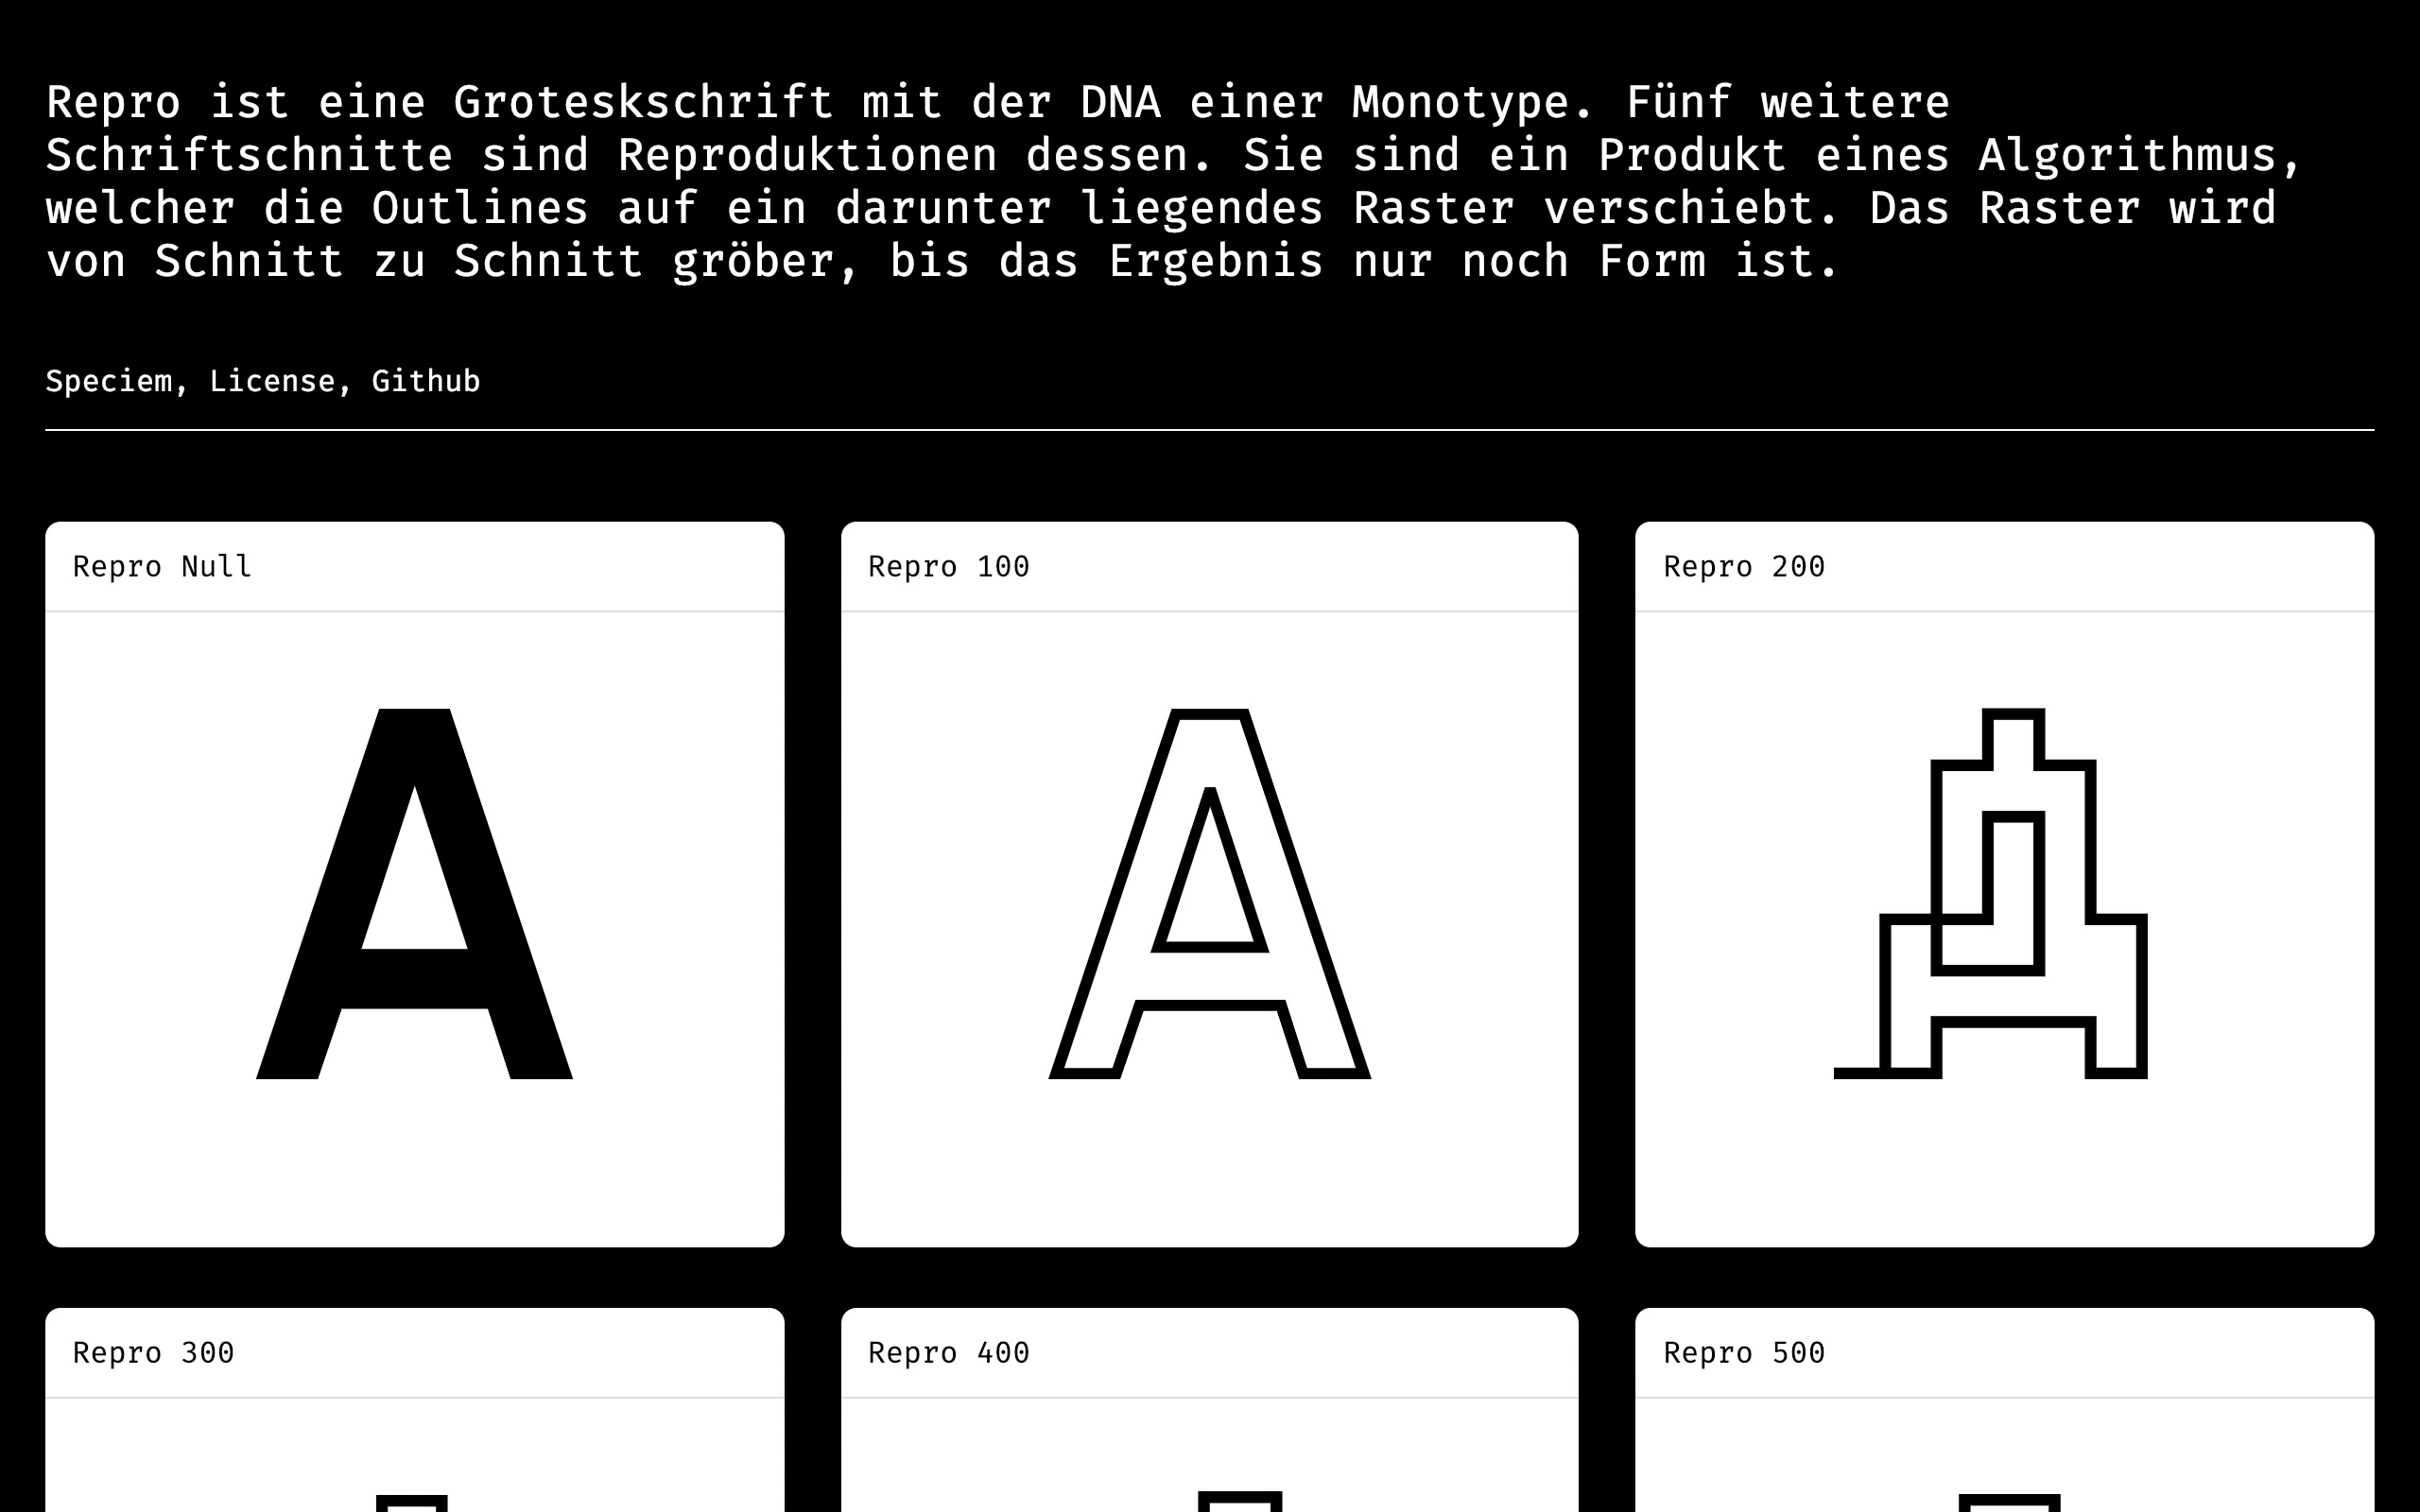 Repro ist eine Groteskschrift mit der DNA einer Monotype. Fünf weitere
Schriftschnitte sind Reproduktionen dessen. Sie sind ein Produkt eines Algorithmus,
welcher die Outlines auf ein darunter liegendes Raster verschiebt. Das Raster wird
von Schnitt zu Schnitt gröber, bis das Ergebnis nur noch Form ist.
Speciem, License, Github
Repro Null
Repro 100
Repro 200
A
A
A
Repro 300
Repro 400
Repro 500